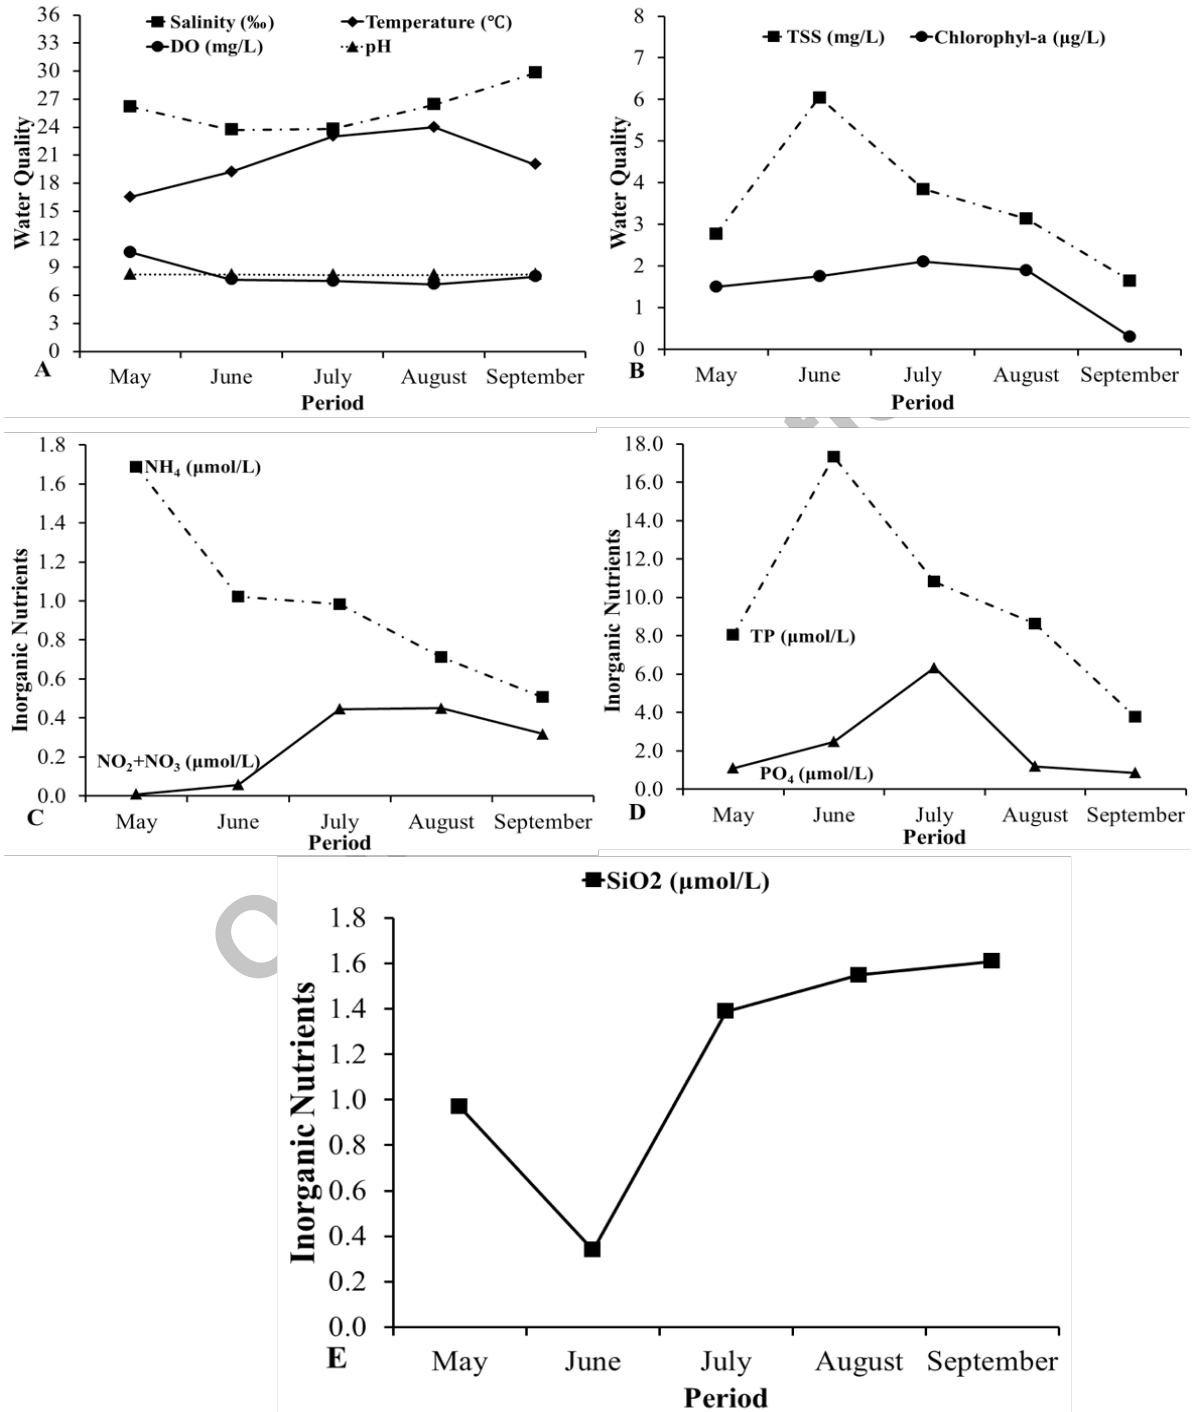 Salinity (‰) Temperature (℃)
DO (mg/L) pH
36
33
30
27
24
21
18
15
12
9
6
3
0
Water Quality
May June July August September
Period
A
TSS (mg/L) Chlorophyl-a (µg/L)
8
7
6
5
4
3
2
1
0
Water Quality
May June July August September
Period
B
1.8
1.6
1.4
1.2
1.0
0.8
0.6
0.4
0.2
0.0
Inorganic Nutrients
NH₄ (µmol/L)
NO₂+NO₃ (µmol/L)
May June July August September
Period
C
18.0
16.0
14.0
12.0
10.0
8.0
6.0
4.0
2.0
0.0
Inorganic Nutrients
TP (µmol/L)
PO₄ (µmol/L)
May June July August September
Period
D
SiO2 (µmol/L)
1.8
1.6
1.4
1.2
1.0
0.8
0.6
0.4
0.2
0.0
Inorganic Nutrients
May June July August September
Period
E